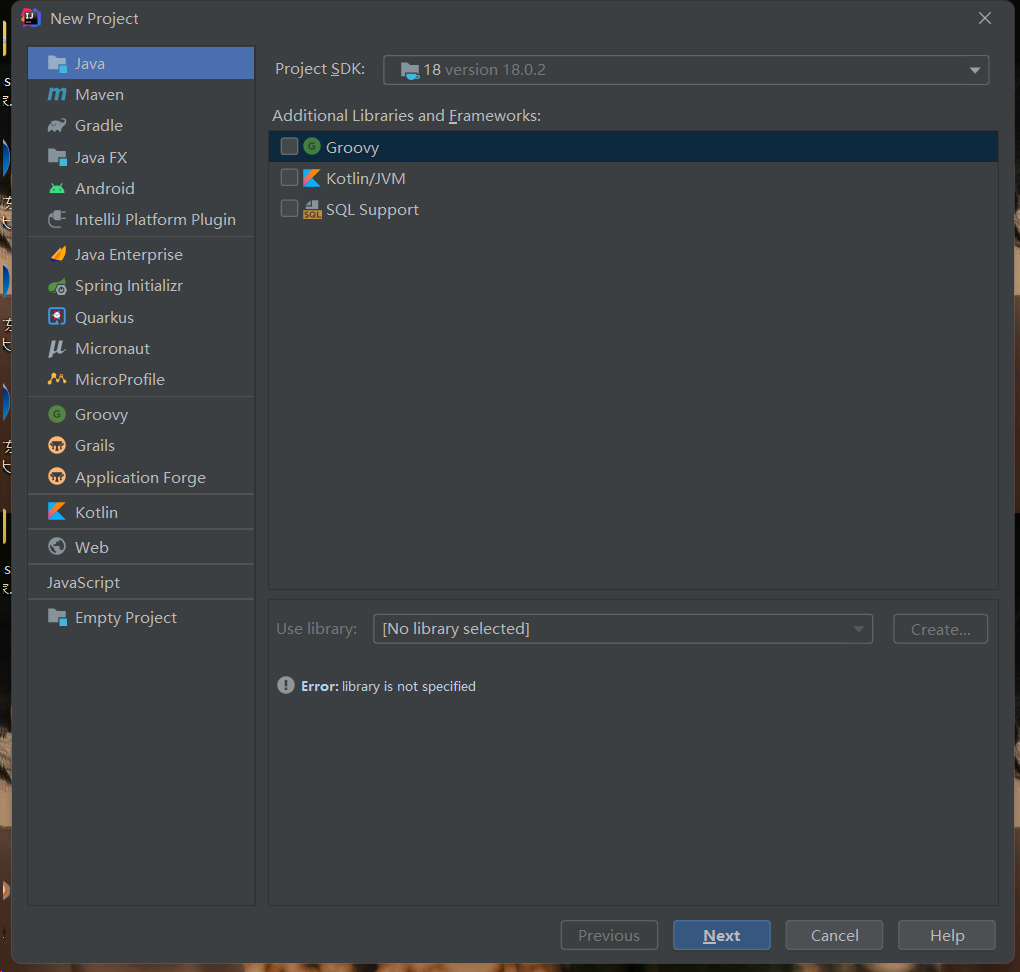 New Project
Java
Maven
Gradle
Java FX
Android
IntelliJ Platform Plugin
Java Enterprise
Spring Initializr
Quarkus
Micronaut
MicroProfile
Groovy
Grails
Application Forge
Kotlin
Web
JavaScript
Empty Project
Project SDK: 18 version 18.0.2
Additional Libraries and Frameworks:
Groovy
Kotlin/JVM
SQL Support
Use library: [No library selected] Create...
Error: library is not specified
Previous Next Cancel Help